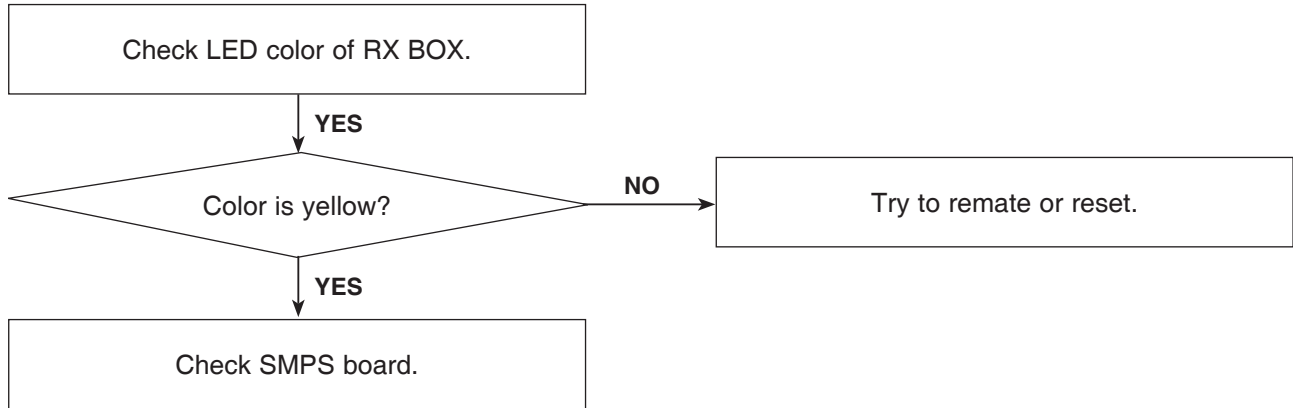 Check LED color of RX BOX.
YES
Color is yellow?
NO
Try to remate or reset.
YES
Check SMPS board.